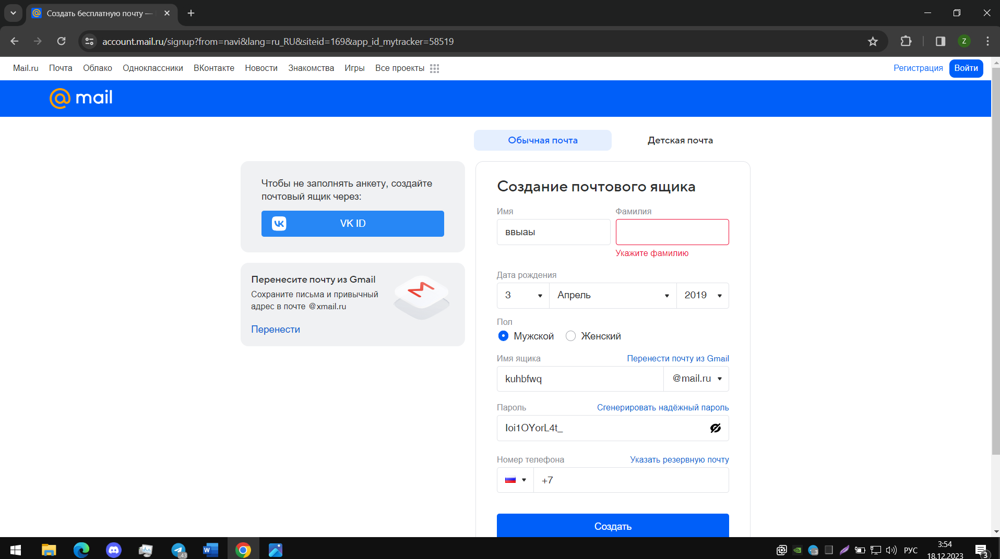 Создать бесплатную почту —
account.mail.ru/signup?from=navi&lang=ru_RU&siteid=169&app_id_mytracker=58519
Z
Mail.ru Почта Облако Одноклассники ВКонтакте Новости Знакомства Игры Все проекты
Регистрация Войти
mail
Обычная почта Детская почта
Чтобы не заполнять анкету, создайте
почтовый ящик через:
VK ID
Перенесите почту из Gmail
Сохраните письма и привычный
адрес в почте @xmail.ru
Перенести
Создание почтового ящика
Имя Фамилия
ввыаы
Укажите фамилию
Дата рождения
3 Апрель 2019
Пол
Мужской Женский
Имя ящика Перенести почту из Gmail
kuhbfwq @mail.ru
Пароль Сгенерировать надёжный пароль
Ioi1OYorL4t_
Номер телефона Указать резервную почту
+7
Создать
43
W
3
РУС
3:54
18.12.2023
3